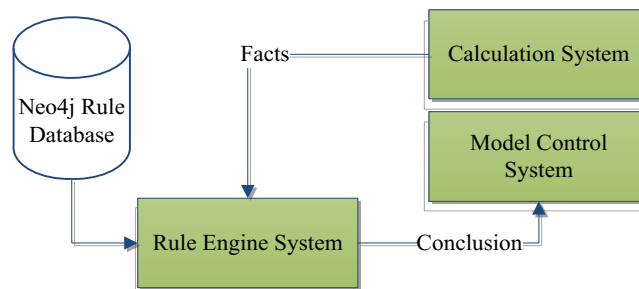 Facts
Calculation System
Neo4j Rule
Database
Model Control
System
Rule Engine System
Conclusion